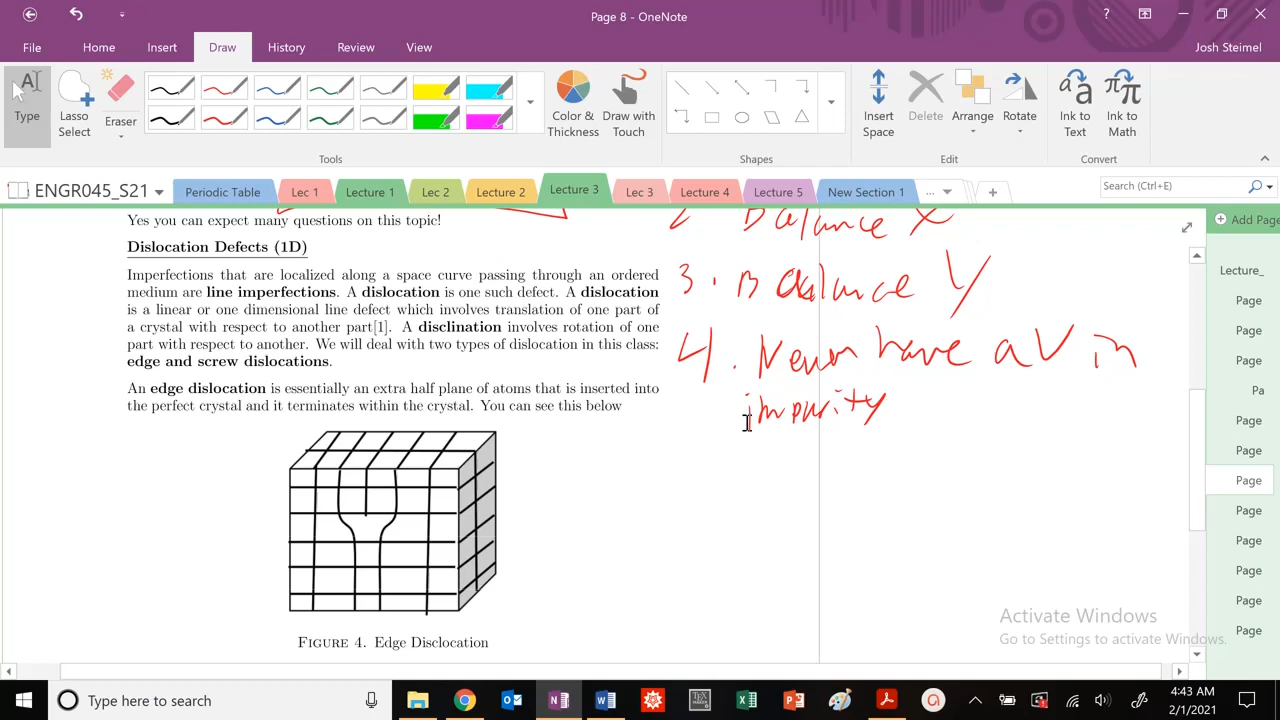 Page 8 - OneNote
?
File
Home
Insert
Draw
History
Review
View
Josh Steimel
Type
Lasso Select
Eraser
Color & Thickness
Draw with Touch
Insert Space
Delete
Arrange
Rotate
Ink to Text
Ink to Math
Tools
Shapes
Edit
Convert
ENGR045_S21
Periodic Table
Lec 1
Lecture 1
Lec 2
Lecture 2
Lecture 3
Lec 3
Lecture 4
Lecture 5
New Section 1
...
Search (Ctrl+E)
Add Page
Yes you can expect many questions on this topic!
Dislocation Defects (1D)
Imperfections that are localized along a space curve passing through an ordered
medium are line imperfections. A dislocation is one such defect. A dislocation
is a linear or one dimensional line defect which involves translation of one part of
a crystal with respect to another part[1]. A disclination involves rotation of one
part with respect to another. We will deal with two types of dislocation in this class:
edge and screw dislocations.
An edge dislocation is essentially an extra half plane of atoms that is inserted into
the perfect crystal and it terminates within the crystal. You can see this below
Figure 4. Edge Disclocation
2 Balance X
3. Balance Y
4. Never have a V in
impurity
Lecture_
Page
Page
Page
Pa
Page
Page
Page
Page
Page
Page
Page
Page
Activate Windows
Go to Settings to activate Windows.
Type here to search
4:43 AM
2/1/2021